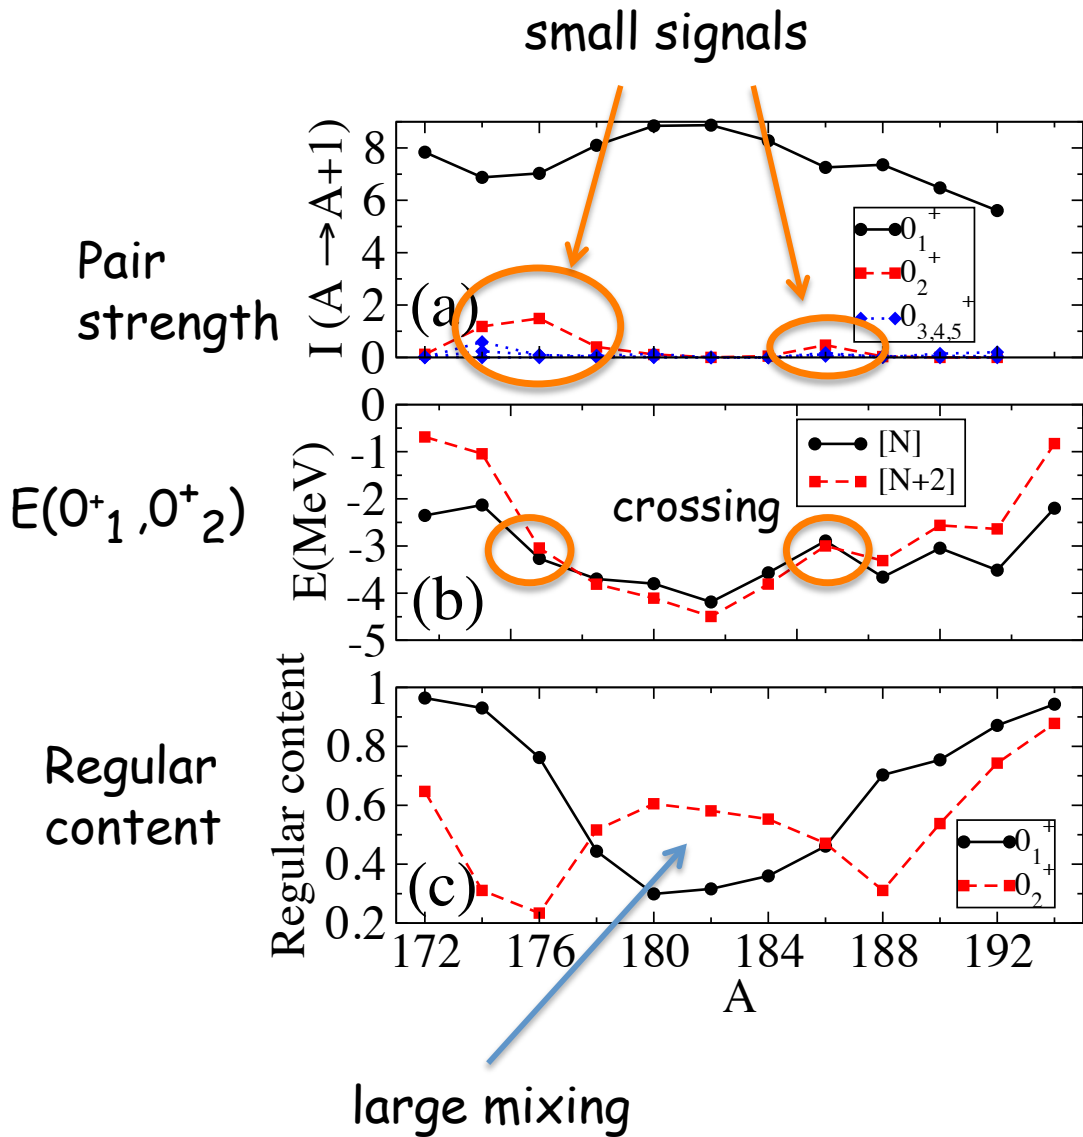 small signals
Pair
strength
I (A →A+1)
8
6
4
2
0
(a)
0₁⁺
0₂⁺
0₃,₄,₅⁺
E(0⁺₁ ,0⁺₂)
E(MeV)
0
-1
-2
-3
-4
-5
[N]
[N+2]
crossing
(b)
Regular
content
Regular content
1
0.8
0.6
0.4
0.2
(c)
0₁⁺
0₂⁺
172 176 180 184 188 192
A
large mixing